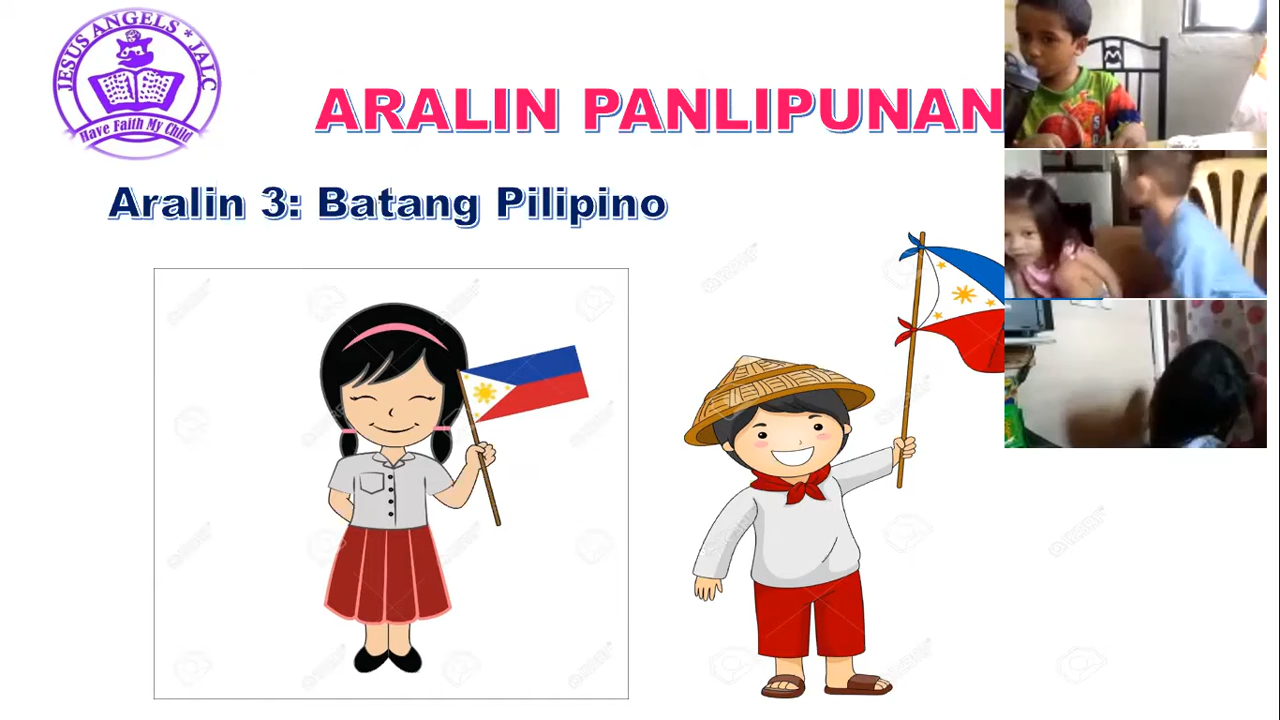 JESUS ANGELS * JALC
Have Faith My Child
ARALIN PANLIPUNAN
Aralin 3: Batang Pilipino